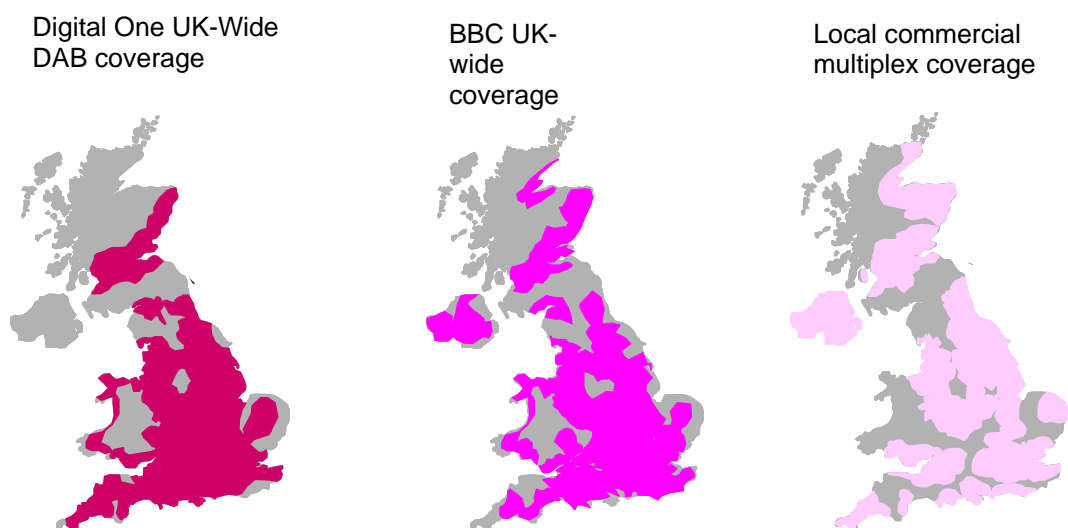 Digital One UK-Wide
DAB coverage
BBC UK-
wide
coverage
Local commercial
multiplex coverage